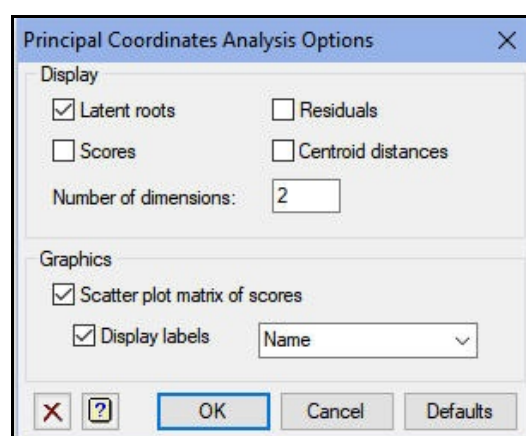 Principal Coordinates Analysis Options
Display
Latent roots Residuals
Scores Centroid distances
Number of dimensions: 2
Graphics
Scatter plot matrix of scores
Display labels Name
? OK Cancel Defaults